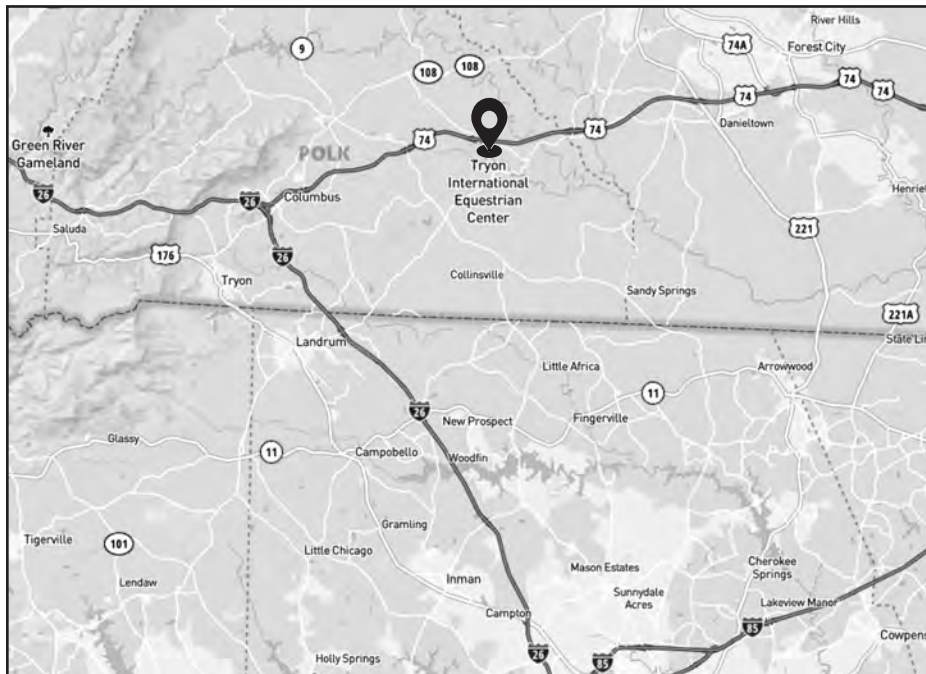 River Hills
9
74A
Forest City
108
108
74
74
74
74
74
Danieltown
Green River
Gameland
POLK
Tryon
International
Equestrian
Center
26
26
Columbus
Henriet
Saluda
176
26
221
Tryon
Collinsville
Sandy Springs
221A
State Lin
Landrum
Little Africa
Arrowwood
11
26
New Prospect
Fingerville
Glassy
11
Campobello
Woodfin
Gramling
Tigerville
101
Little Chicago
Lendaw
Inman
Mason Estates
Cherokee
Springs
Sunnydale
Acres
Campton
Lakeview Manor
85
Cowpens
26
85
Holly Springs